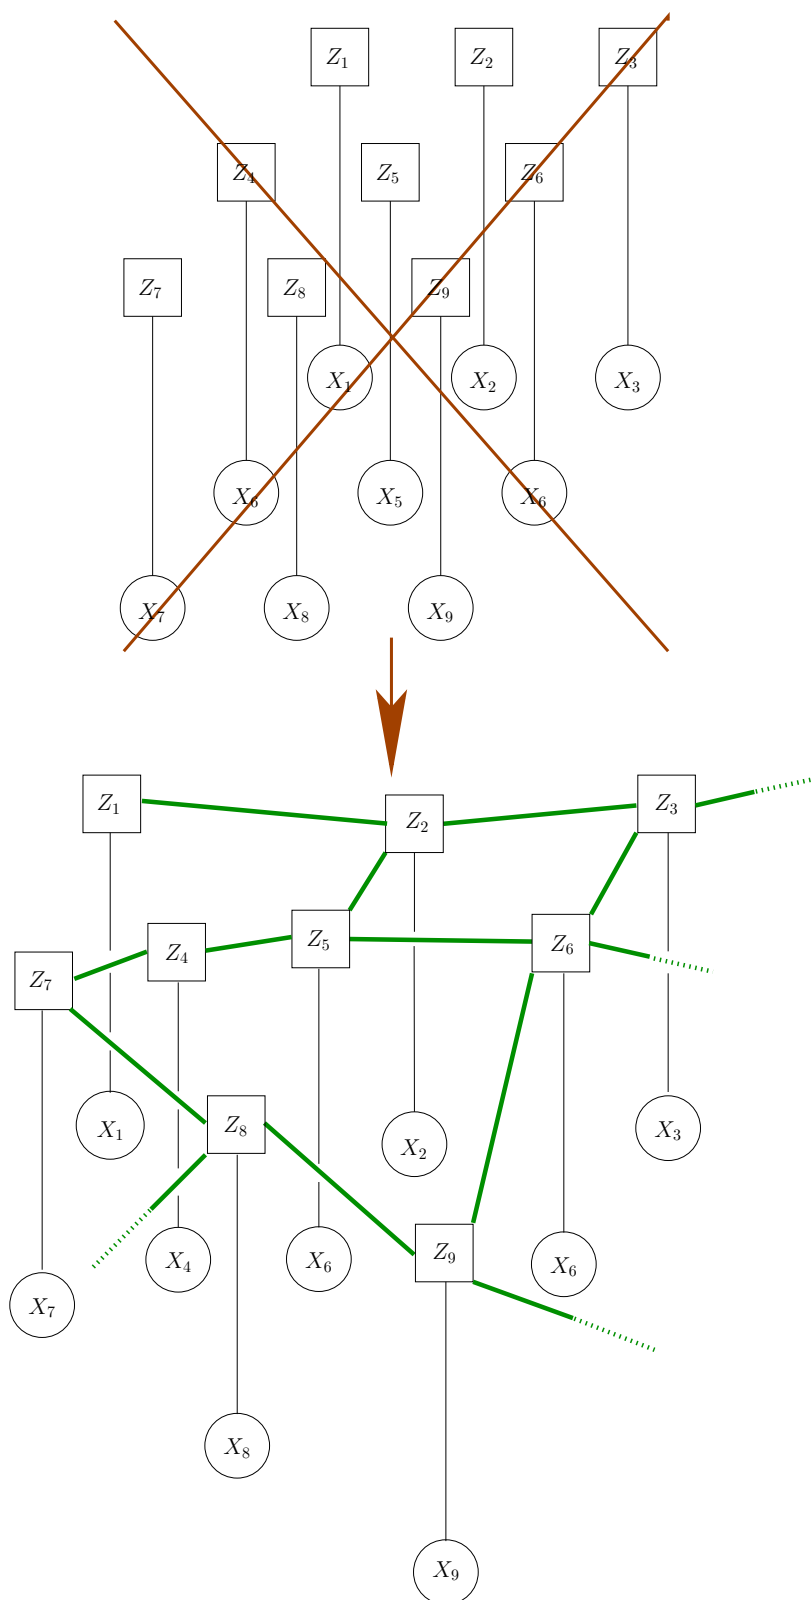 Z₁ Z₂ Z₃
Z₄ Z₅ Z₆
Z₇ Z₈ Z₉
X₁ X₂ X₃
X₆ X₅ X₆
X₇ X₈ X₉
Z₁ Z₂ Z₃
Z₇ Z₄ Z₅ Z₆
Z₈
X₁ X₂ X₃
Z₉
X₄ X₆ X₆
X₇
X₈
X₉